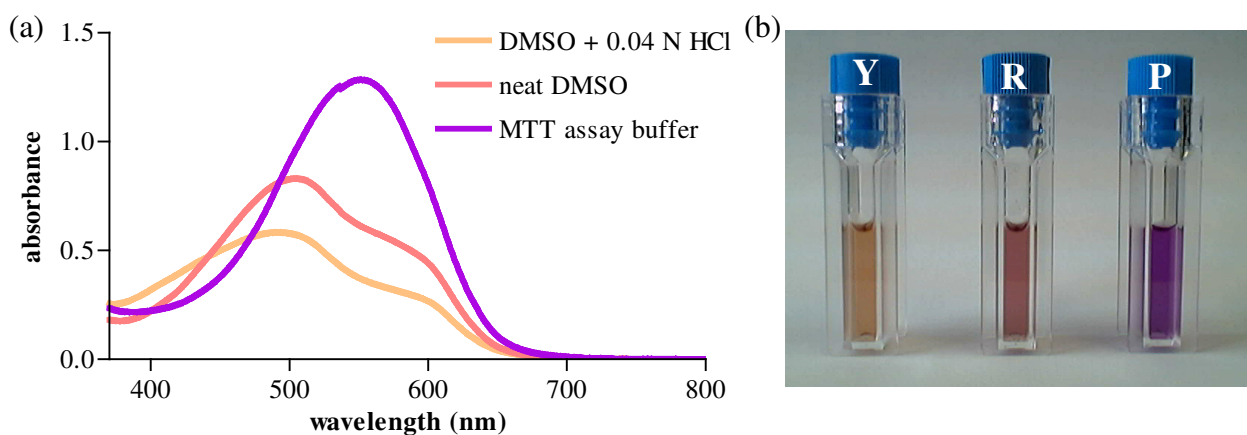 (a)
1.5
1.0
0.5
0.0
absorbance
400 500 600 700 800
wavelength (nm)
DMSO + 0.04 N HCl
neat DMSO
MTT assay buffer
(b)
Y R P